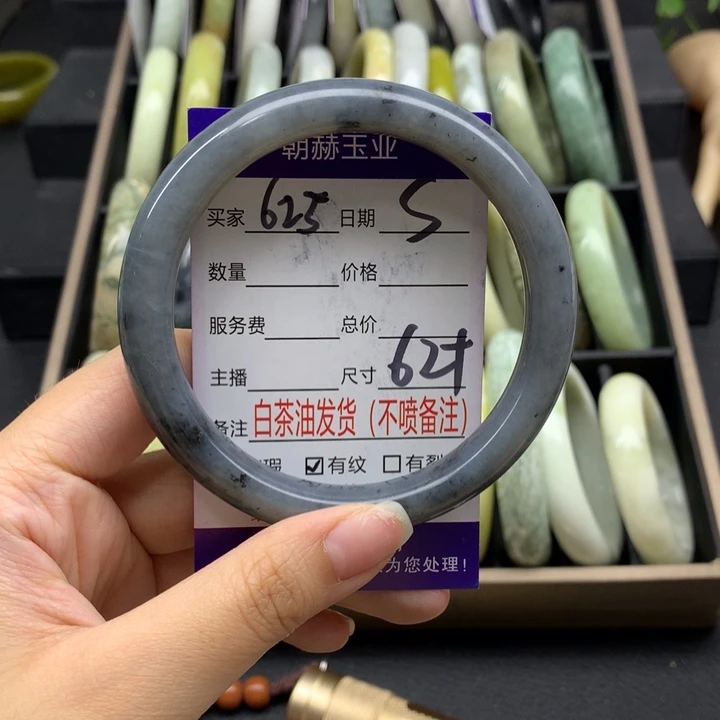 朝赫玉业
买家 625 日期 5
数量 价格
服务费 总价
主播 尺寸 62+
备注 白茶油发货（不喷备注）
瑕 ☑有纹 □有裂
为您处理！